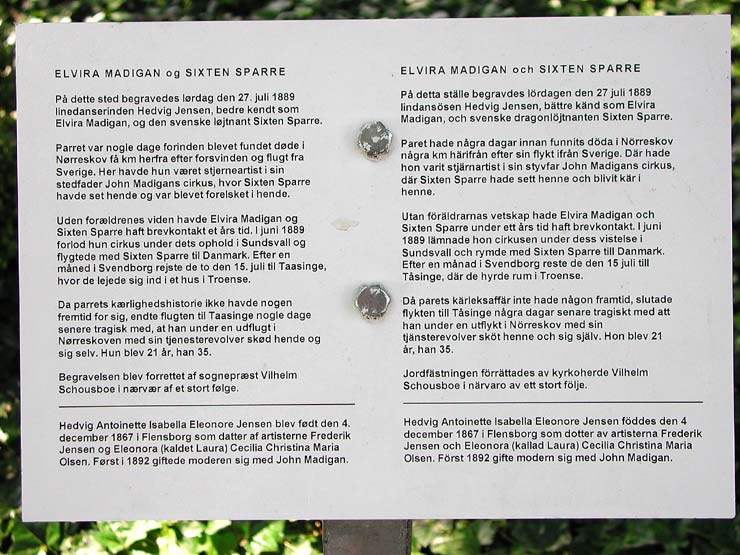 ELVIRA MADIGAN og SIXTEN SPARRE
På dette sted begravedes lørdag den 27. juli 1889
linedanserinden Hedvig Jensen, bedre kendt som
Elvira Madigan, og den svenske løjtnant Sixten Sparre.
Parret var nogle dage forinden blevet fundet døde i
Nørreskov få km herfra efter forsvinden og flugt fra
Sverige. Her havde hun været stjerneartist i sin
stedfader John Madigans cirkus, hvor Sixten Sparre
havde set hende og var blevet forelsket i hende.
Uden forældrenes viden havde Elvira Madigan og
Sixten Sparre haft brevkontakt et års tid. I juni 1889
forlod hun cirkus under dets ophold i Sundsvall og
flygtede med Sixten Sparre til Danmark. Efter en
måned i Svendborg rejste de to den 15. juli til Taasinge,
hvor de lejede sig ind i et hus i Troense.
Da parrets kærlighedshistorie ikke havde nogen
fremtid for sig, endte flugten til Taasinge nogle dage
senere tragisk med, at han under en udflugt i
Nørreskoven med sin tjenesterevolver skød hende og
sig selv. Hun blev 21 år, han 35.
Begravelsen blev forrettet af sognepræst Vilhelm
Schousboe i nærvær af et stort følge.
Hedvig Antoinette Isabella Eleonore Jensen blev født den 4.
december 1867 i Flensborg som datter af artisterne Frederik
Jensen og Eleonora (kaldet Laura) Cecilia Christina Maria
Olsen. Først i 1892 giftede moderen sig med John Madigan.
ELVIRA MADIGAN och SIXTEN SPARRE
På detta ställe begravdes lördagen den 27 juli 1889
lindansösen Hedvig Jensen, bättre känd som Elvira
Madigan, och svenske dragonlöjtnanten Sixten Sparre.
Paret hade några dagar innan funnits döda i Nörreskov
några km härifrån efter sin flykt ifrån Sverige. Där hade
hon varit stjärnartist i sin styvfar John Madigans cirkus,
där Sixten Sparre hade sett henne och blivit kär i
henne.
Utan föräldrarnas vetskap hade Elvira Madigan och
Sixten Sparre under ett års tid haft brevkontakt. I juni
1889 lämnade hon cirkusen under dess vistelse i
Sundsvall och rymde med Sixten Sparre till Danmark.
Efter en månad i Svendborg reste de den 15 juli till
Tåsinge, där de hyrde rum i Troense.
Då parets kärleksaffär inte hade någon framtid, slutade
flykten till Tåsinge några dagar senare tragiskt med att
han under en utflykt i Nörreskov med sin
tjänsterevolver sköt henne och sig själv. Hon blev 21
år, han 35.
Jordfästningen förrättades av kyrkoherde Vilhelm
Schousboe i närvaro av ett stort följe.
Hedvig Antoinette Isabella Eleonore Jensen föddes den 4
december 1867 i Flensborg som dotter av artisterna Frederik
Jensen och Eleonora (kallad Laura) Cecilia Christina Maria
Olsen. Först 1892 gifte modern sig med John Madigan.